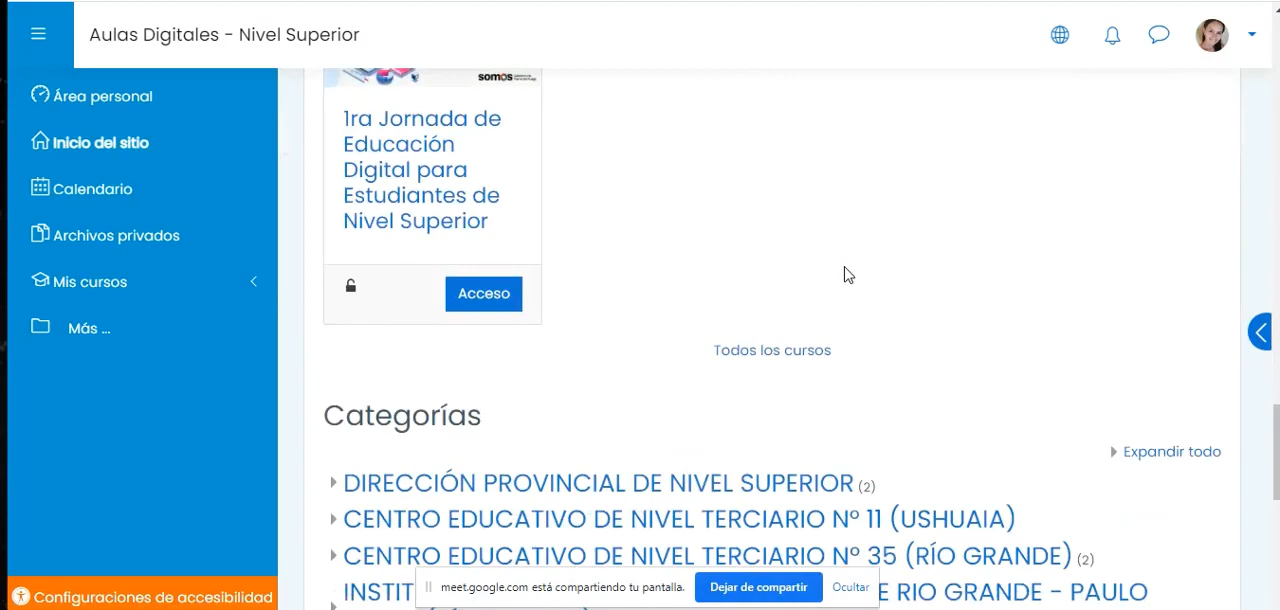 Aulas Digitales - Nivel Superior
Área personal
Inicio del sitio
Calendario
Archivos privados
Mis cursos
Más ...
Configuraciones de accesibilidad
somos
1ra Jornada de
Educación
Digital para
Estudiantes de
Nivel Superior
Acceso
Todos los cursos
Categorías
Expandir todo
DIRECCIÓN PROVINCIAL DE NIVEL SUPERIOR (2)
CENTRO EDUCATIVO DE NIVEL TERCIARIO Nº 11 (USHUAIA)
CENTRO EDUCATIVO DE NIVEL TERCIARIO Nº 35 (RÍO GRANDE) (2)
E RIO GRANDE - PAULO
meet.google.com está compartiendo tu pantalla. Dejar de compartir Ocultar